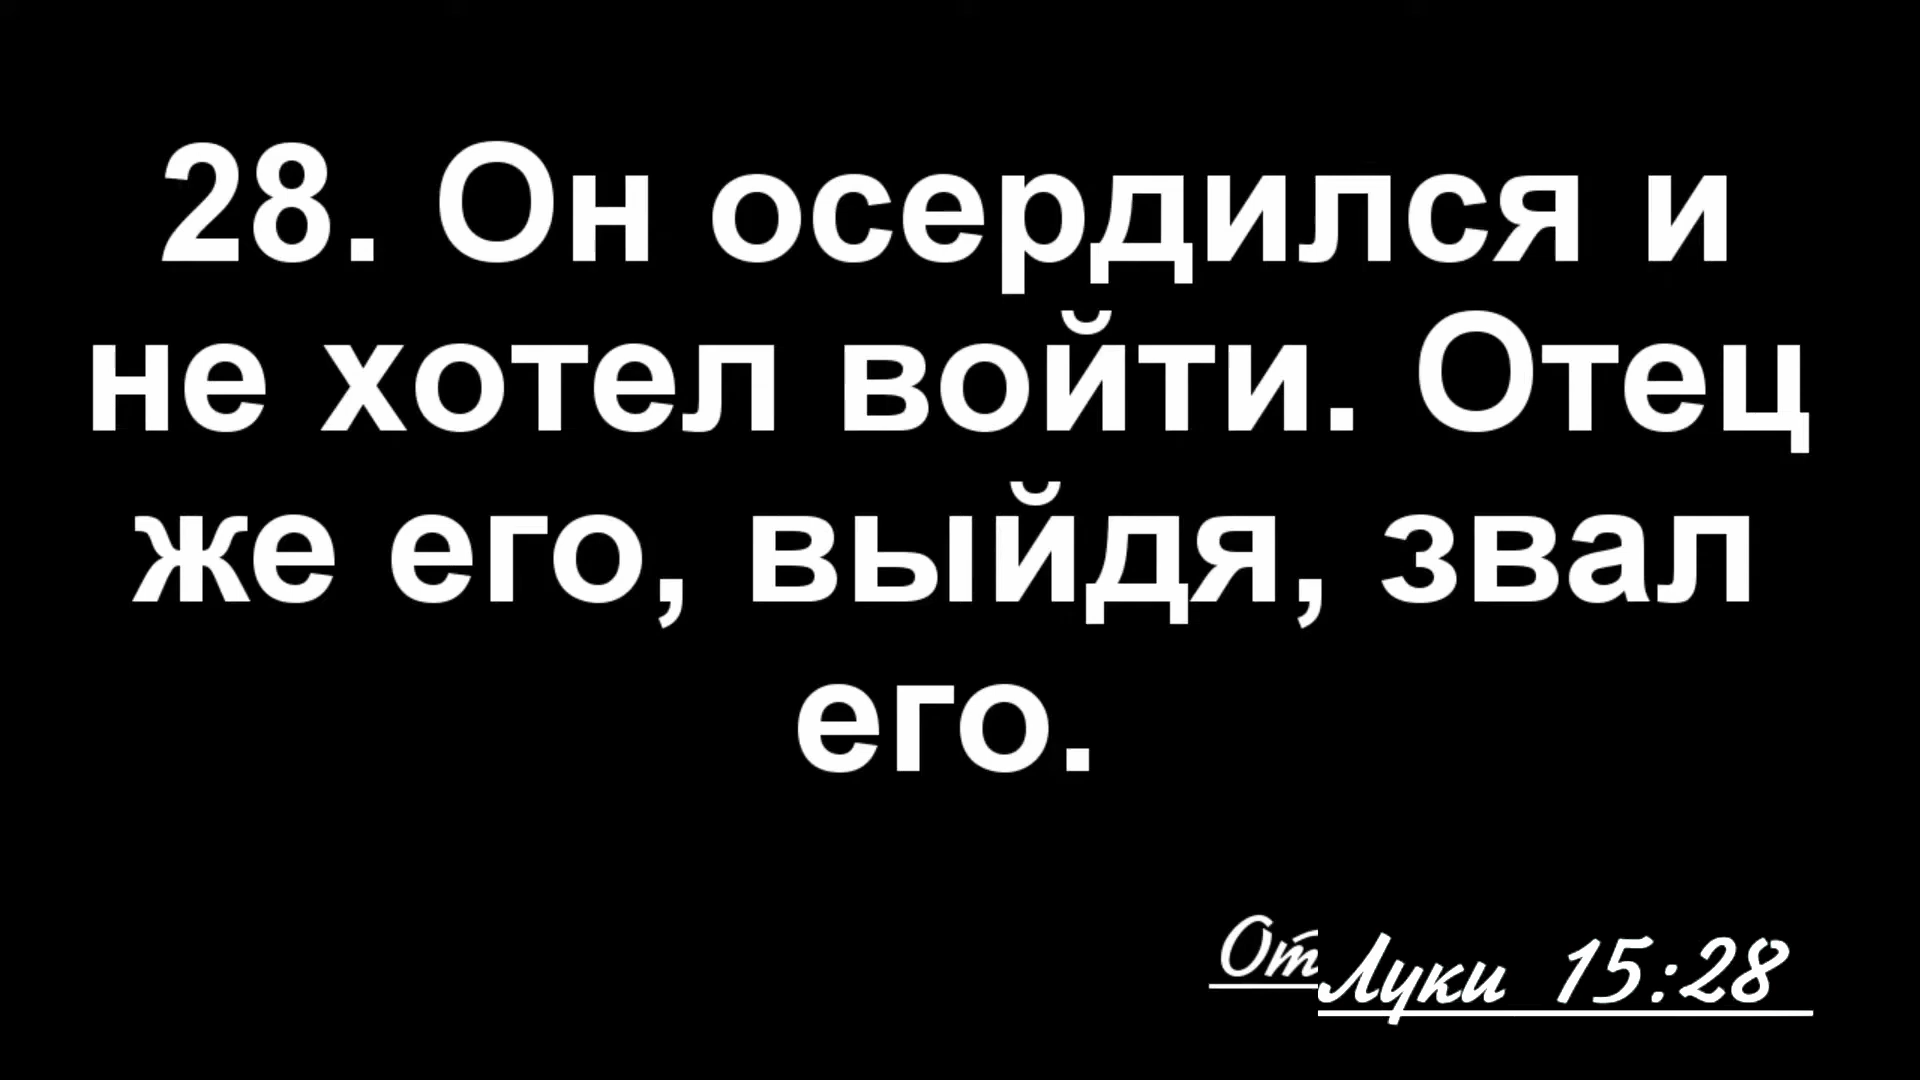 28. Он осердился и
не хотел войти. Отец
же его, выйдя, звал
его.
От Луки 15:28